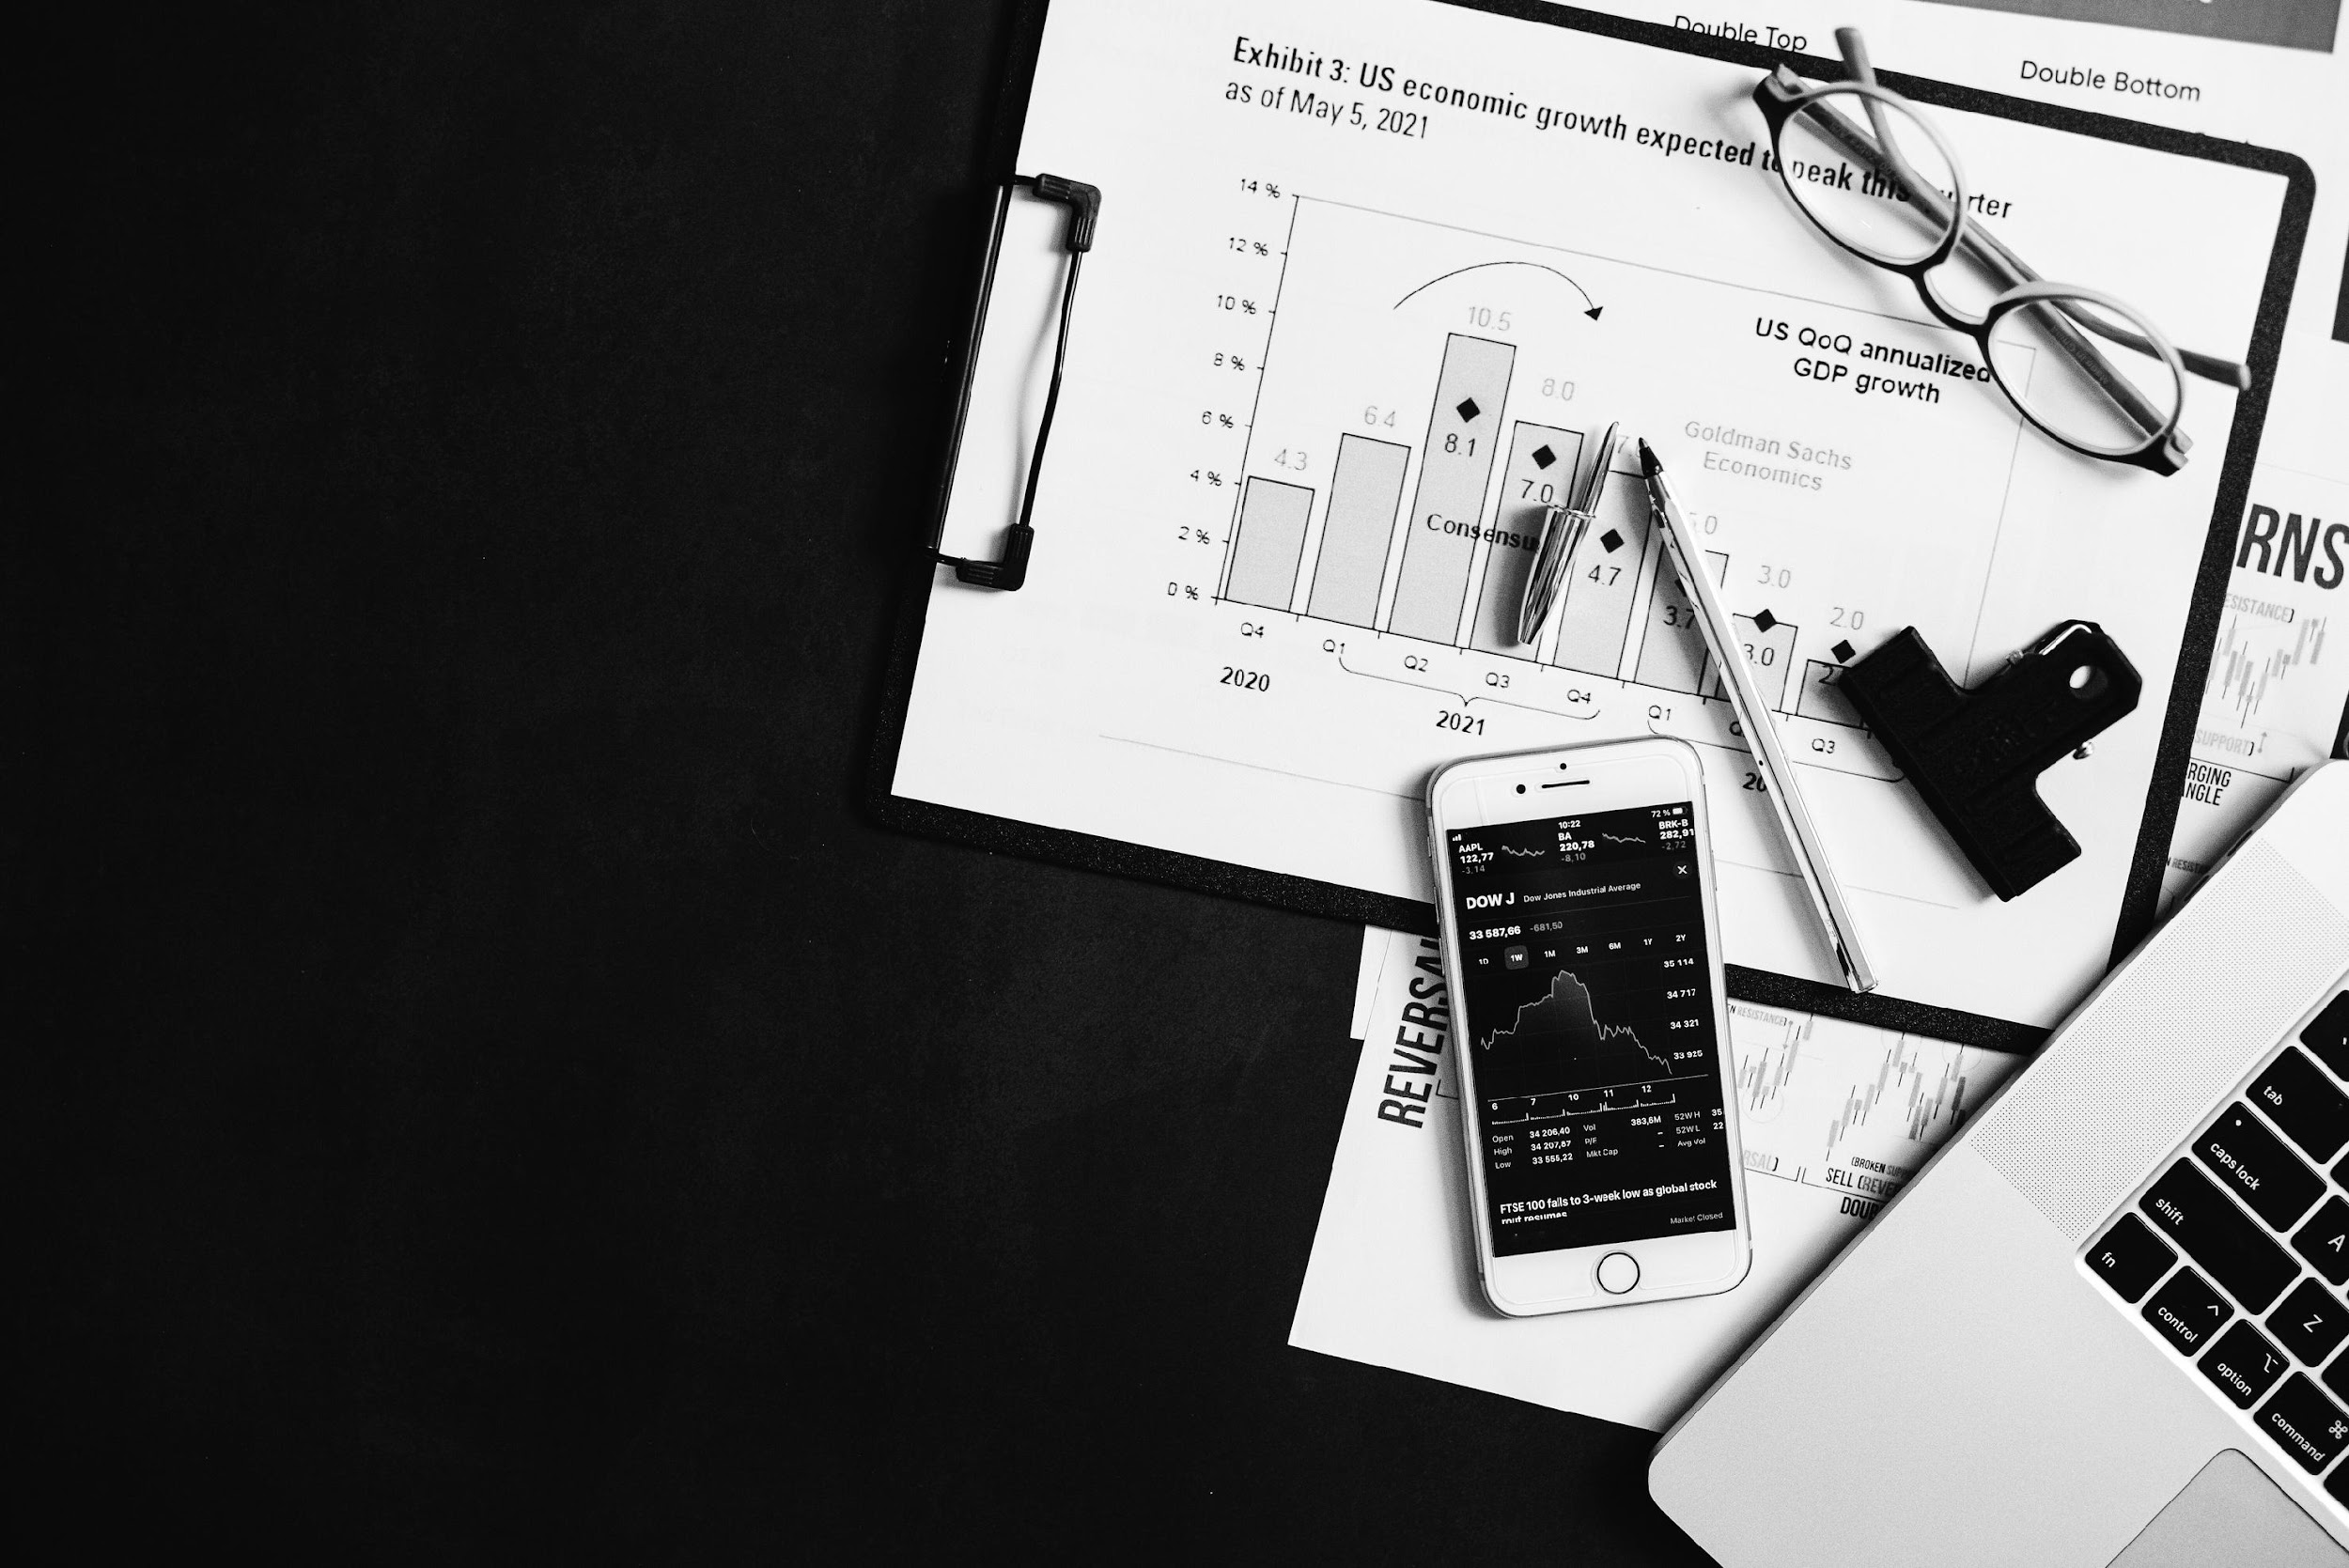 Double Top
Double Bottom
Exhibit 3: US economic growth expected to peak this
as of May 5, 2021
14 %
12 %
10 %
8 %
6 %
4 %
2 %
0 %
US QoQ annualized
GDP growth
Goldman Sachs
Economics
4.3
6.4
10.5
8.0
3.0
2.0
8.1
7.0
4.7
3.7
3.0
Q4
Q1
Q2
Q3
Q4
Q1
Q3
2020
2021
RNS
SUPPORT)
10:22
72 %
AAPL
122,77
-3,14
BA
220,78
-8,10
BRK-B
282,91
-2,72
DOW J Dow Jones Industrial Average
33 587,66 -681,50
1D 1W 1M 3M 6M 1Y 2Y
35 114
34 717
34 321
33 925
6 7 10 11 12
Open 34 206,40 Vol 383,6M 52W H 35
High 34 207,87 P/E – 52W L 22
Low 33 555,22 Mkt Cap – Avg Vol
FTSE 100 falls to 3-week low as global stock
rout resumes
Market Closed
RESISTANCE)
(BROKEN
SELL
tab
caps lock
A
shift
Z
fn
control
option
command